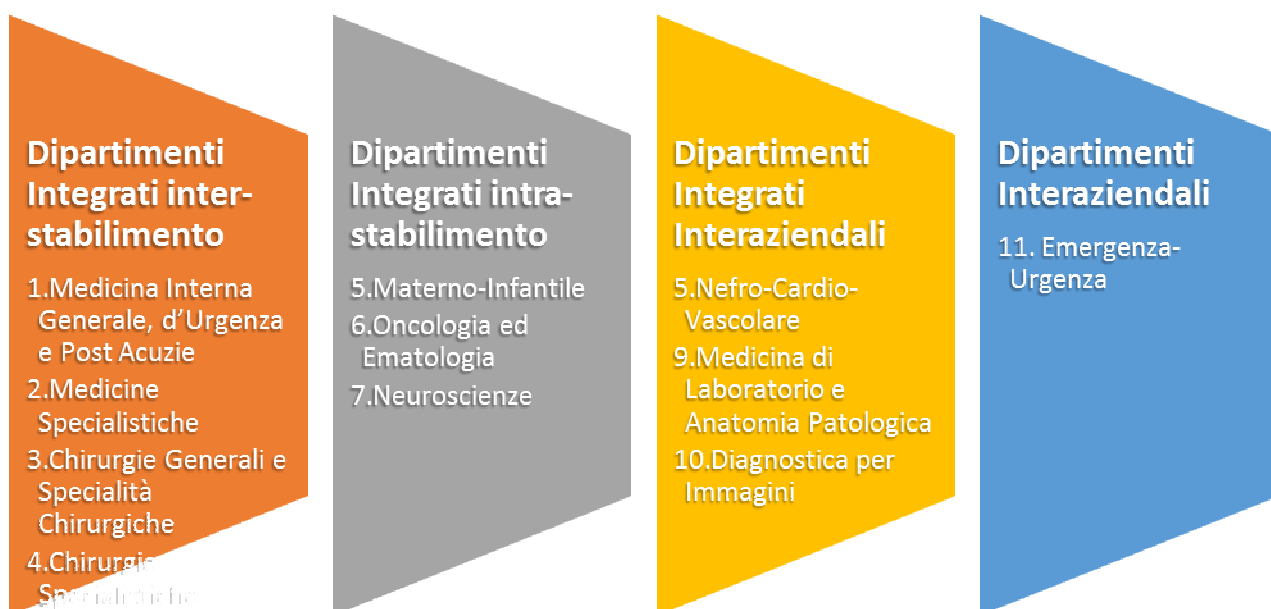 Dipartimenti
Integrati inter-
stabilimento
1.Medicina Interna
Generale, d'Urgenza
e Post Acuzie
2.Medicine
Specialistiche
3.Chirurgie Generali e
Specialità
Chirurgiche
4.Chirurgie
Dipartimenti
Integrati intra-
stabilimento
5.Materno-Infantile
6.Oncologia ed
Ematologia
7.Neuroscienze
Dipartimenti
Integrati
Interaziendali
5.Nefro-Cardio-
Vascolare
9.Medicina di
Laboratorio e
Anatomia Patologica
10.Diagnostica per
Immagini
Dipartimenti
Interaziendali
11. Emergenza-
Urgenza